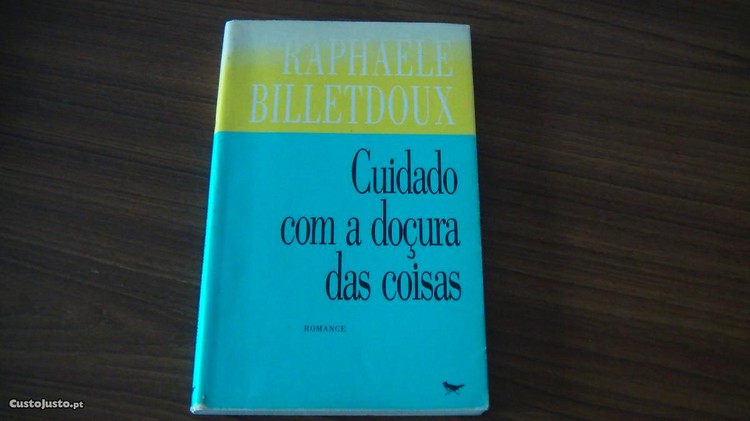 RAPHAËLE
BILLETDOUX
Cuidado
com a doçura
das coisas
ROMANCE
CustoJusto.pt